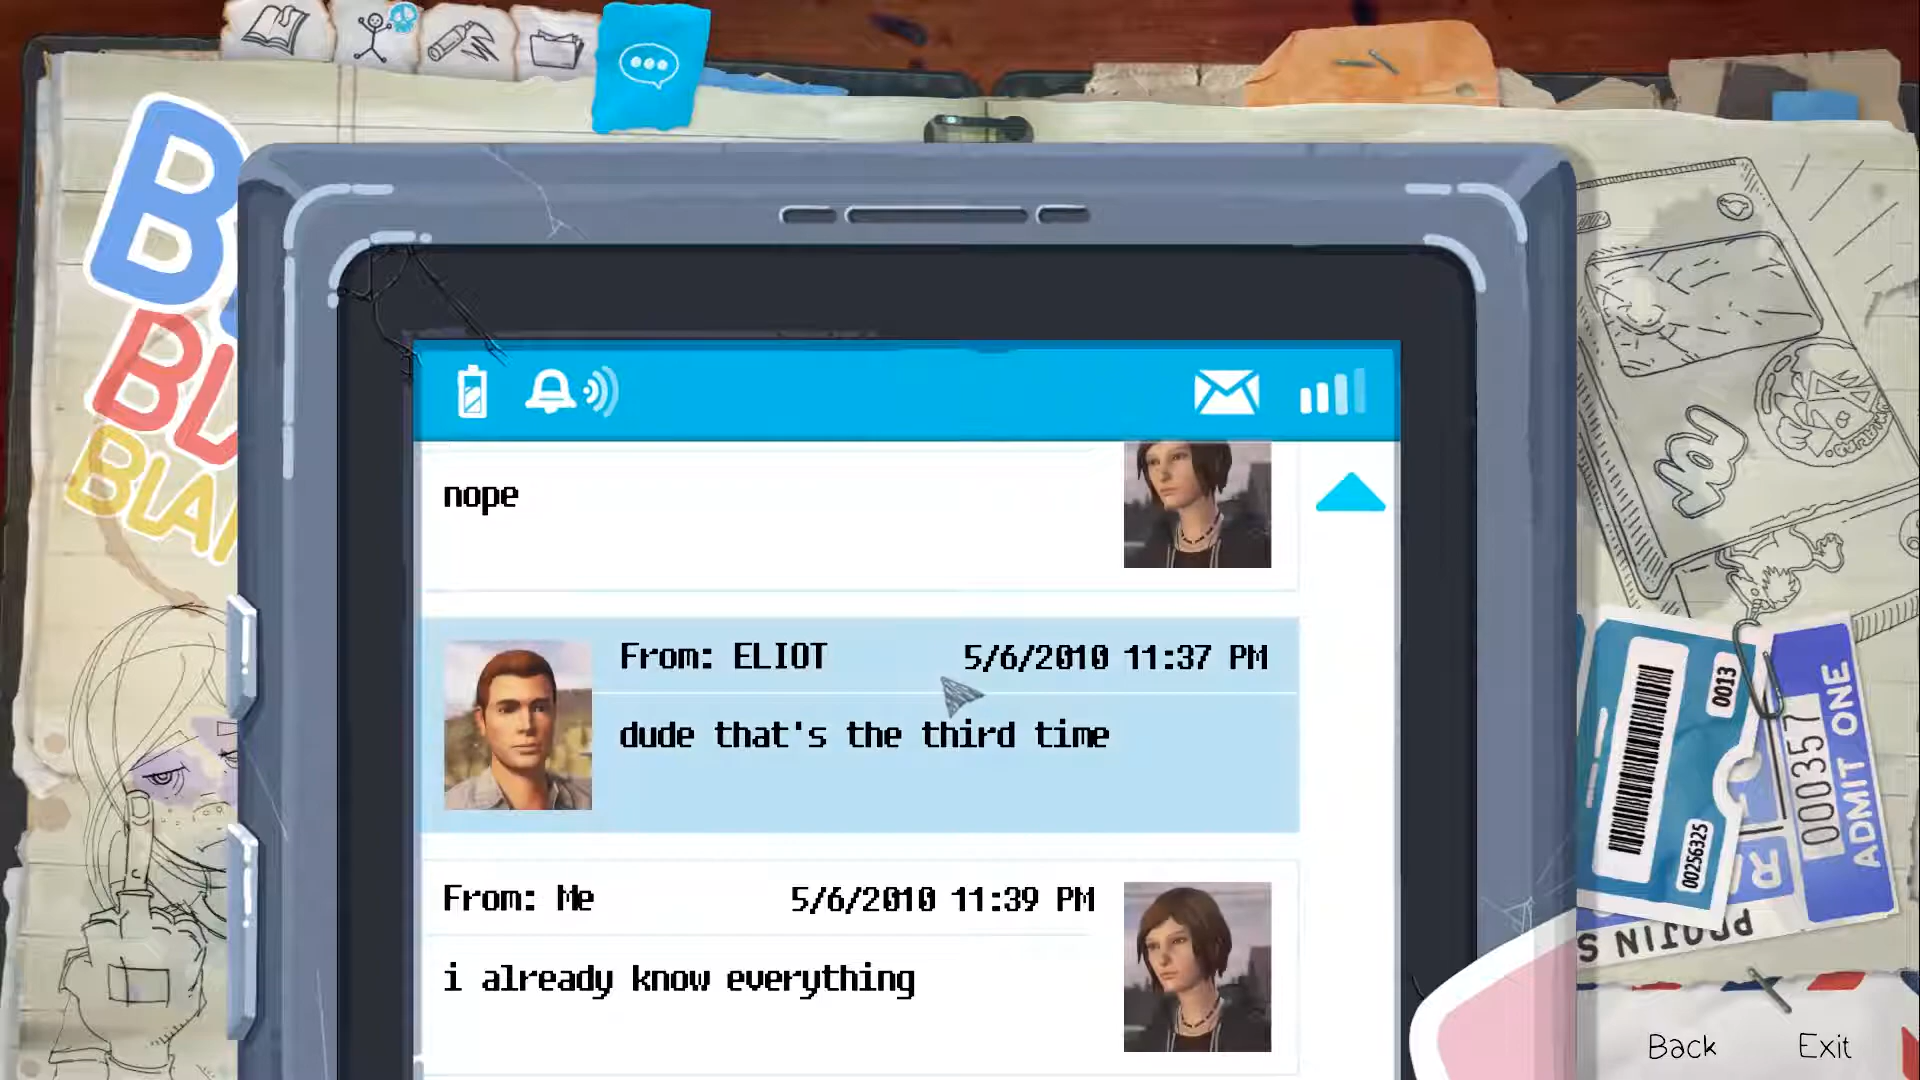 nope
From: ELIOT 5/6/2010 11:37 PM
dude that's the third time
From: Me 5/6/2010 11:39 PM
i already know everything
0013
00256325
000357
ADMIT ONE
Back Exit